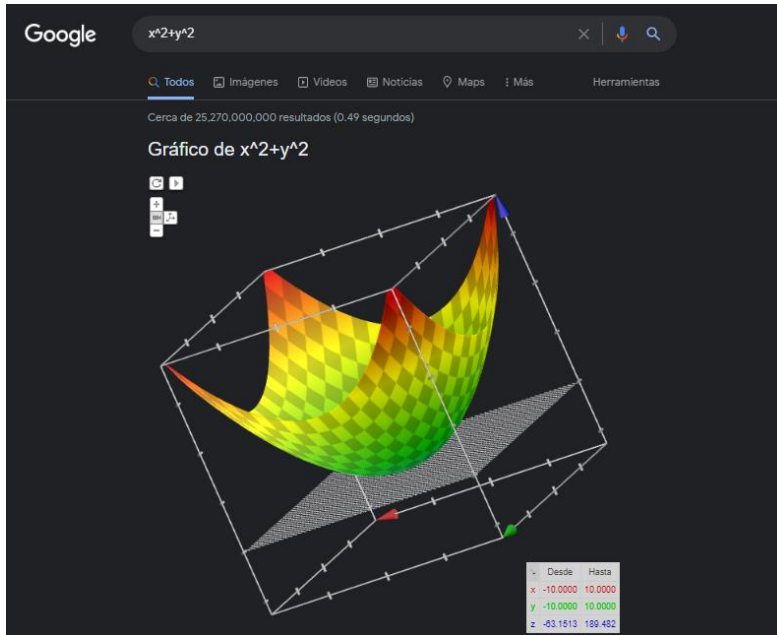 Google x^2+y^2
Todos Imágenes Videos Noticias Maps Más Herramientas
Cerca de 25,270,000,000 resultados (0.49 segundos)
Gráfico de x^2+y^2
+
−
- Desde Hasta
x -10.0000 10.0000
y -10.0000 10.0000
z -63.1513 189.482